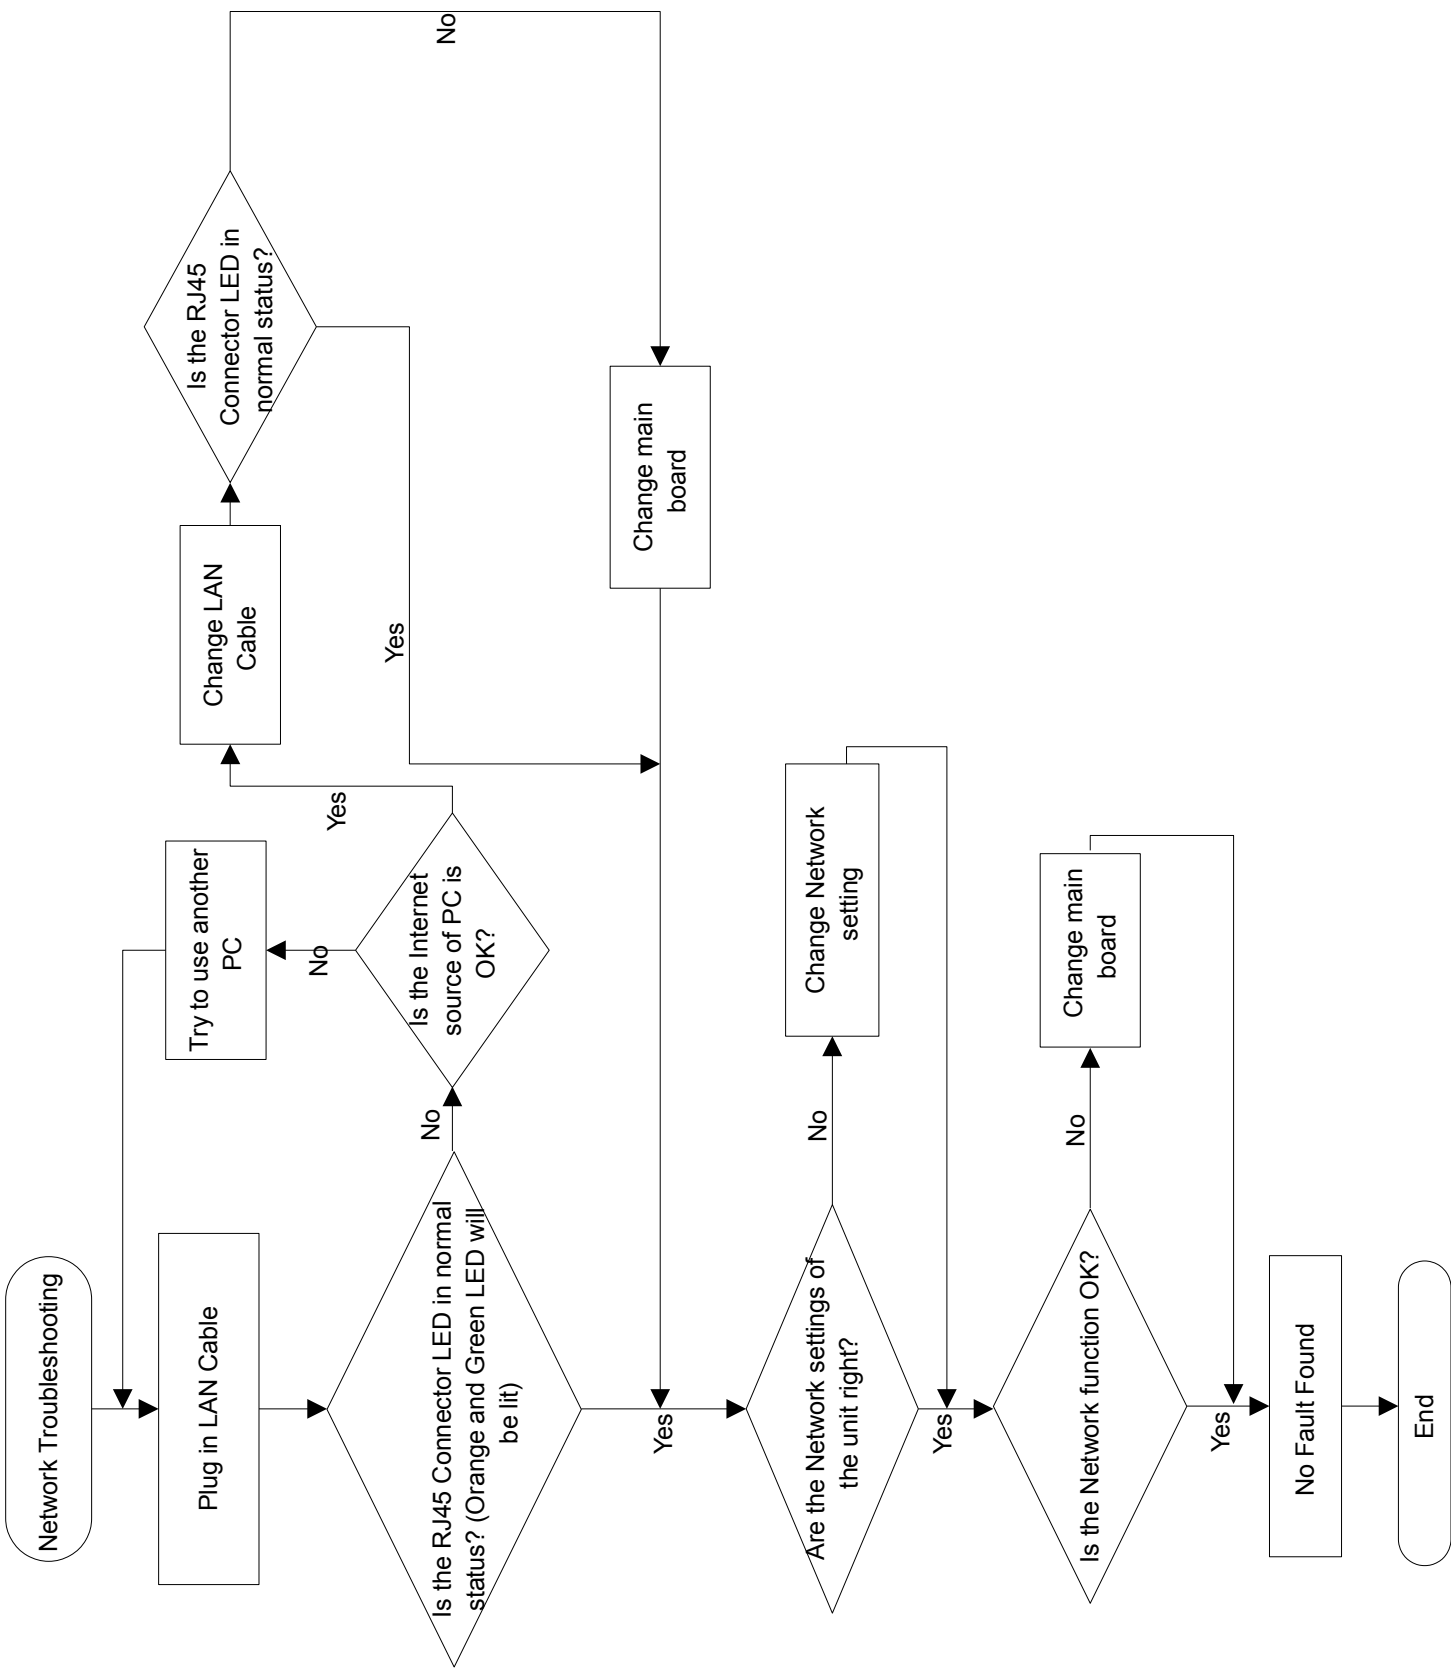 Network Troubleshooting
Plug in LAN Cable
Is the RJ45 Connector LED in normal
status? (Orange and Green LED will
be lit)
No
Is the Internet
source of PC is
OK?
No
Try to use another
PC
Yes
Change LAN
Cable
Is the RJ45
Connector LED in
normal status?
No
Yes
Change main
board
Yes
Are the Network settings of
the unit right?
No
Change Network
setting
Yes
Is the Network function OK?
No
Change main
board
Yes
No Fault Found
End